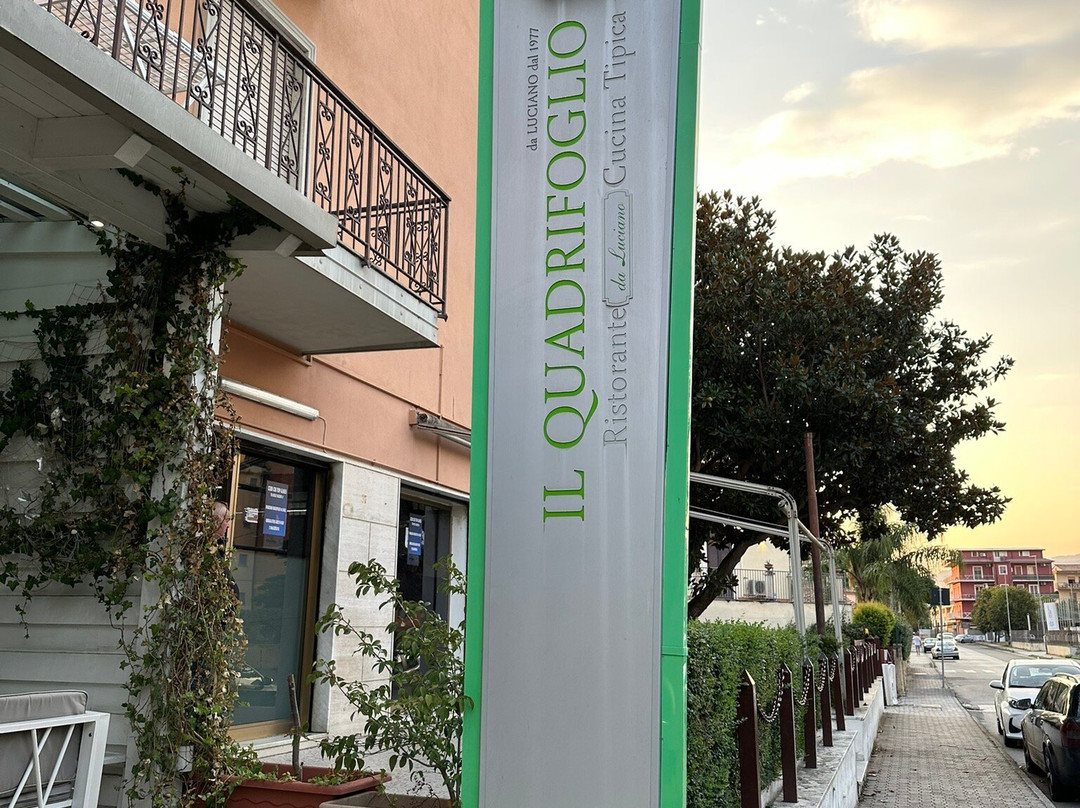 da LUCIANO dal 1977
IL QUADRIFOGLIO
Ristorante da Luciano Cucina Tipica